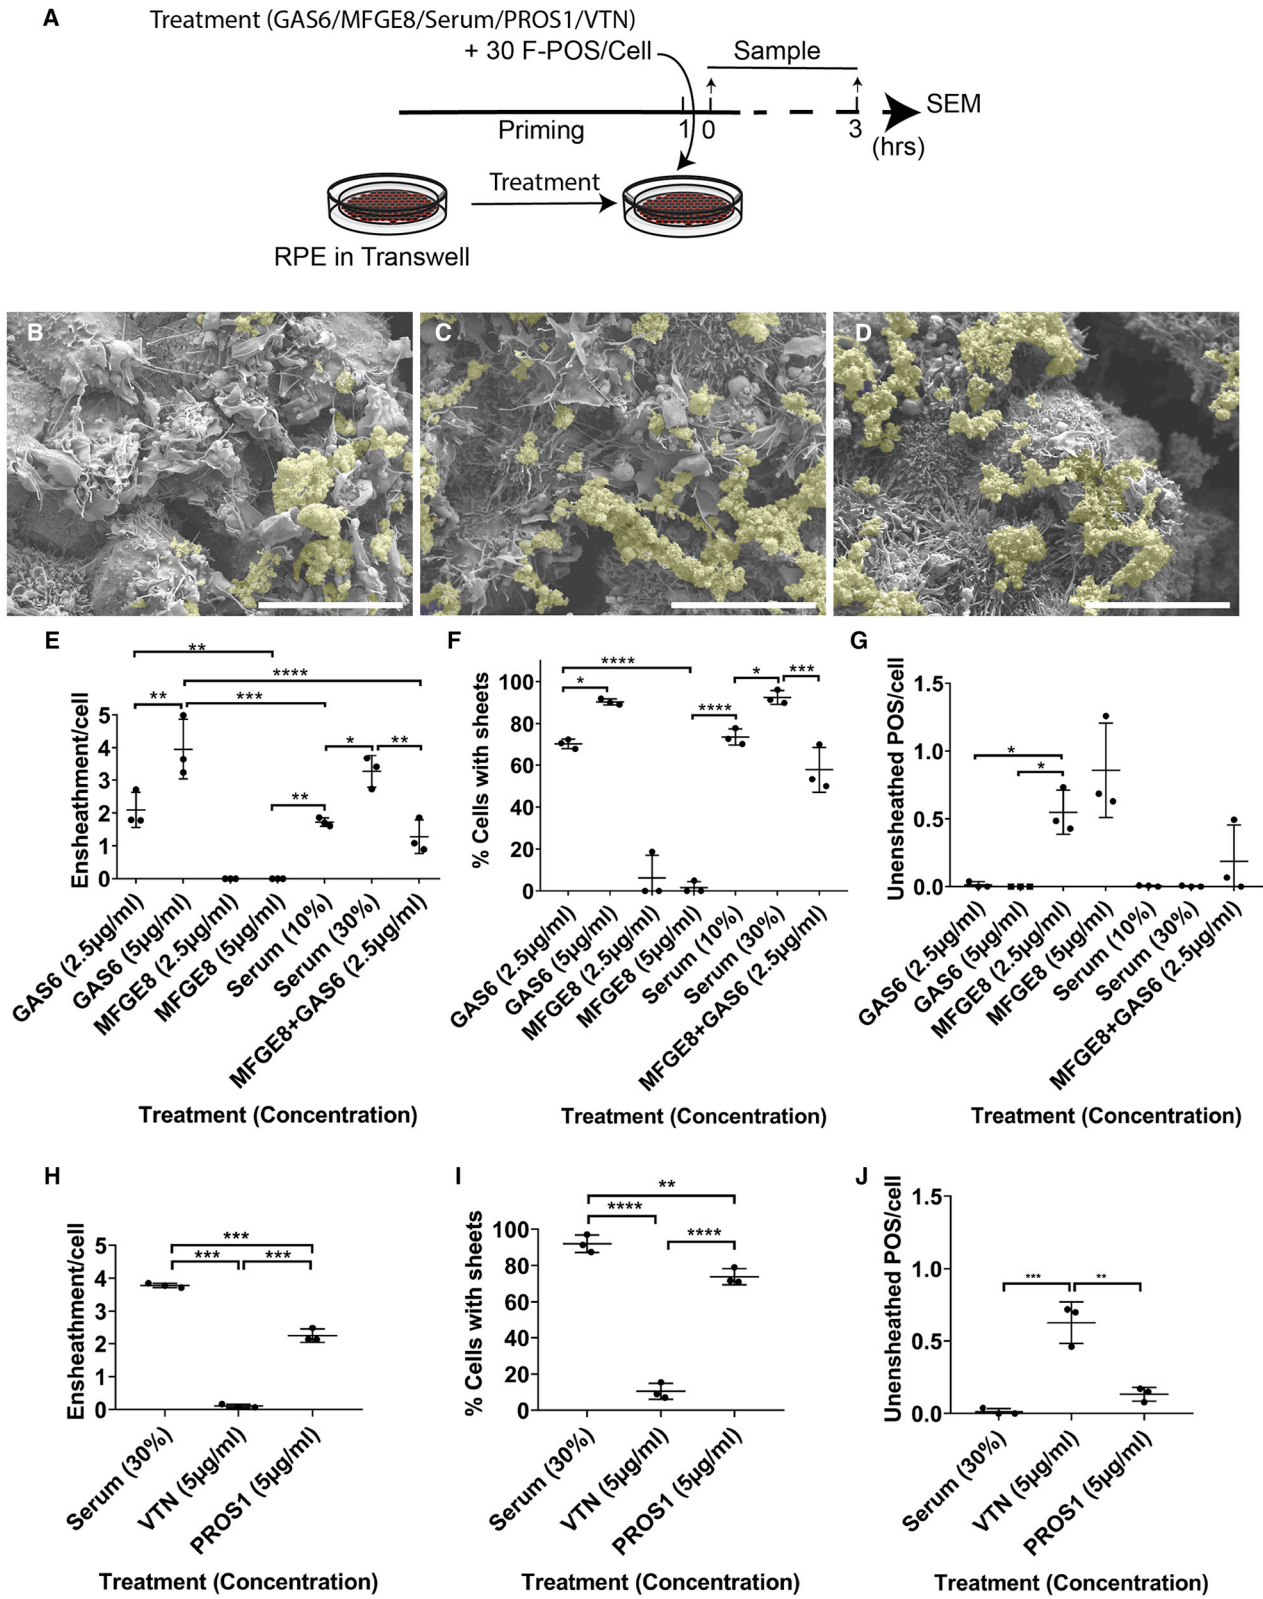 A
Treatment (GAS6/MFGE8/Serum/PROS1/VTN)
+ 30 F-POS/Cell
Sample
SEM
Priming
1 0
3
(hrs)
Treatment
RPE in Transwell
B
C
D
E
**
****
**
***
*
**
**
Ensheathment/cell
5
4
3
2
1
0
GAS6 (2.5µg/ml)
GAS6 (5µg/ml)
MFGE8 (2.5µg/ml)
MFGE8 (5µg/ml)
Serum (10%)
Serum (30%)
MFGE8+GAS6 (2.5µg/ml)
Treatment (Concentration)
F
****
*
*
***
****
% Cells with sheets
100
80
60
40
20
0
GAS6 (2.5µg/ml)
GAS6 (5µg/ml)
MFGE8 (2.5µg/ml)
MFGE8 (5µg/ml)
Serum (10%)
Serum (30%)
MFGE8+GAS6 (2.5µg/ml)
Treatment (Concentration)
G
*
*
Unensheathed POS/cell
1.5
1.0
0.5
0.0
GAS6 (2.5µg/ml)
GAS6 (5µg/ml)
MFGE8 (2.5µg/ml)
MFGE8 (5µg/ml)
Serum (10%)
Serum (30%)
MFGE8+GAS6 (2.5µg/ml)
Treatment (Concentration)
H
***
***
***
Ensheathment/cell
5
4
3
2
1
0
Serum (30%)
VTN (5µg/ml)
PROS1 (5µg/ml)
Treatment (Concentration)
I
**
****
****
% Cells with sheets
100
80
60
40
20
0
Serum (30%)
VTN (5µg/ml)
PROS1 (5µg/ml)
Treatment (Concentration)
J
***
**
Unensheathed POS/cell
1.5
1.0
0.5
0.0
Serum (30%)
VTN (5µg/ml)
PROS1 (5µg/ml)
Treatment (Concentration)